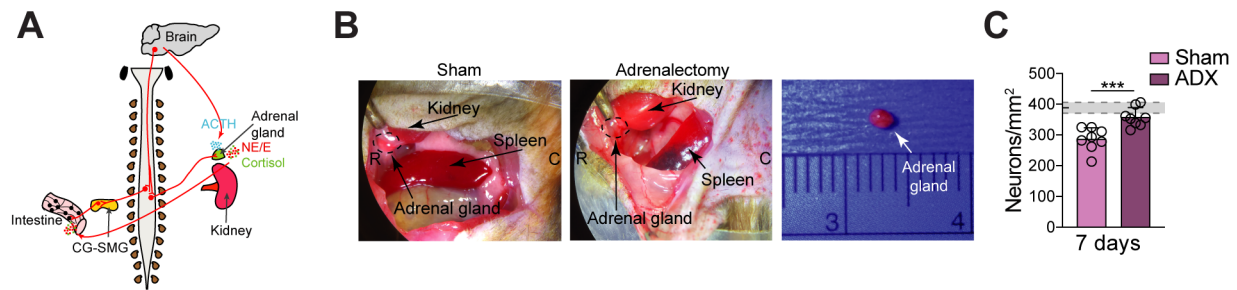 A
Brain
ACTH
Adrenal
gland
NE/E
Cortisol
Intestine
CG-SMG
Kidney
B
Sham
Kidney
Spleen
R
C
Adrenal gland
Adrenalectomy
Kidney
R
C
Spleen
Adrenal gland
Adrenal
gland
3
4
C
Sham
ADX
***
Neurons/mm²
500
400
300
200
100
0
7 days